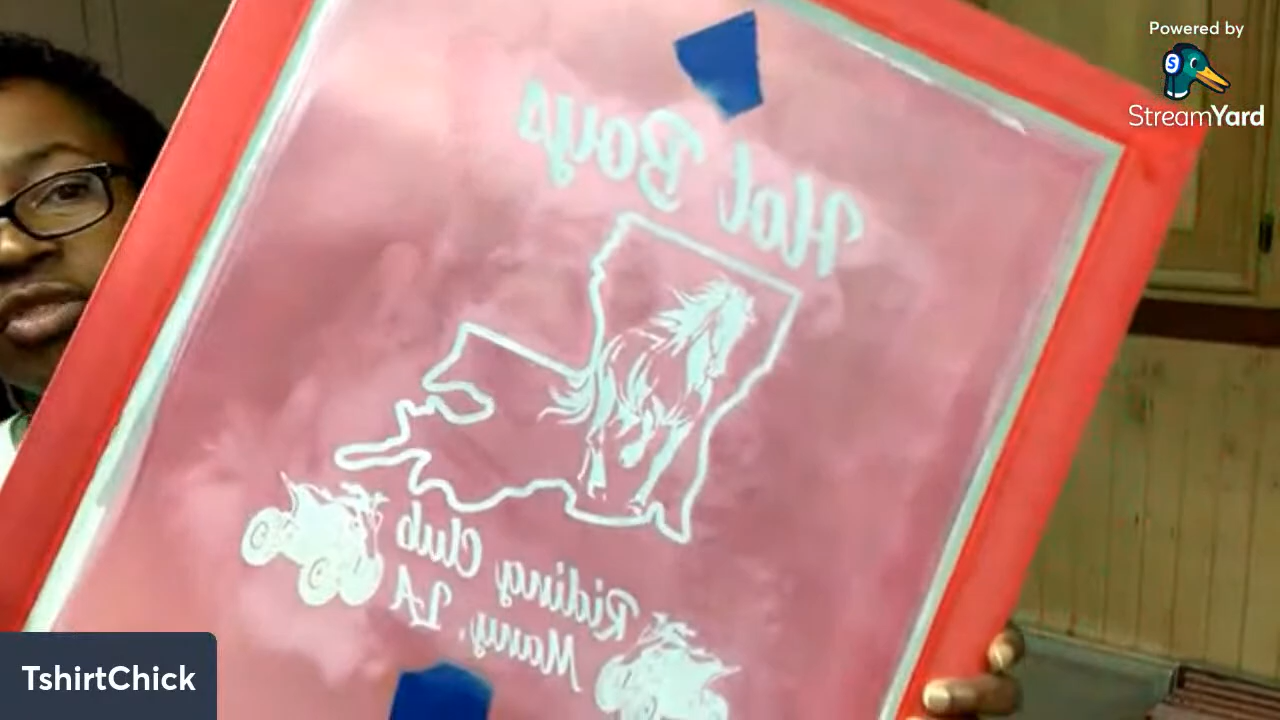 Powered by
S
StreamYard
Hot Boys
Riding Club
Many, LA
TshirtChick